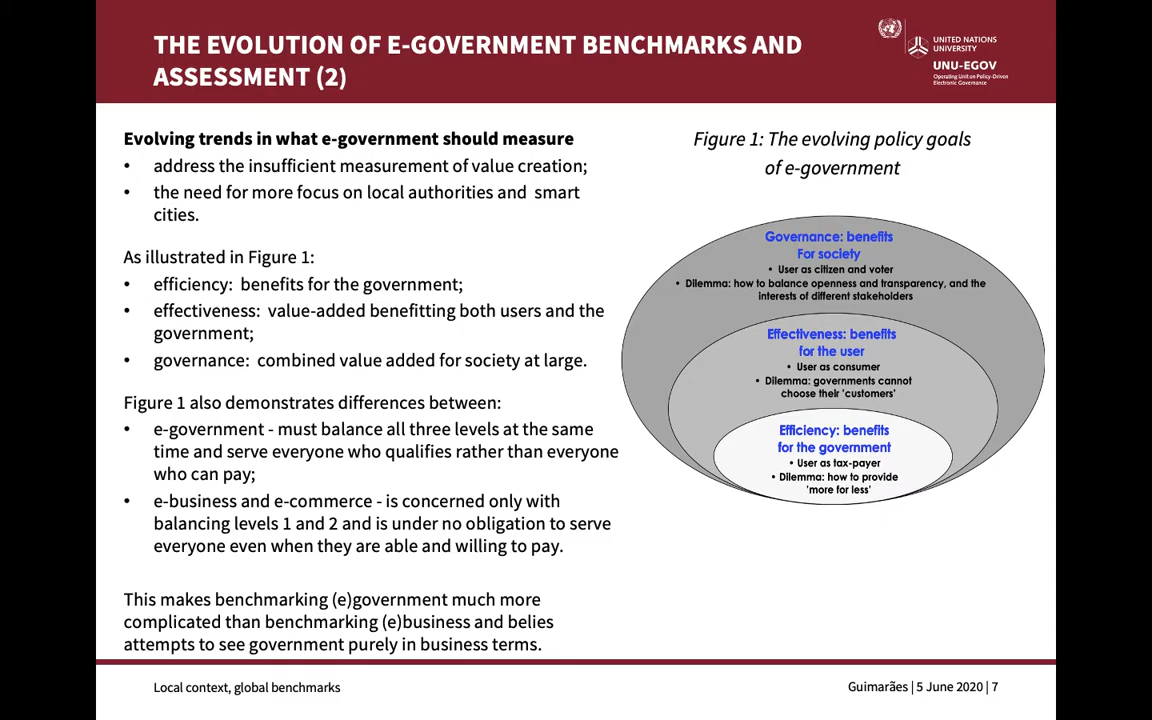 THE EVOLUTION OF E-GOVERNMENT BENCHMARKS AND
ASSESSMENT (2)
UNITED NATIONS
UNIVERSITY
UNU-EGOV
Operating Unit on Policy-Driven
Electronic Governance
Evolving trends in what e-government should measure
• address the insufficient measurement of value creation;
• the need for more focus on local authorities and smart
cities.
As illustrated in Figure 1:
• efficiency: benefits for the government;
• effectiveness: value-added benefitting both users and the
government;
• governance: combined value added for society at large.
Figure 1 also demonstrates differences between:
• e-government - must balance all three levels at the same
time and serve everyone who qualifies rather than everyone
who can pay;
• e-business and e-commerce - is concerned only with
balancing levels 1 and 2 and is under no obligation to serve
everyone even when they are able and willing to pay.
This makes benchmarking (e)government much more
complicated than benchmarking (e)business and belies
attempts to see government purely in business terms.
Figure 1: The evolving policy goals
of e-government
Governance: benefits
For society
• User as citizen and voter
• Dilemma: how to balance openness and transparency, and the
interests of different stakeholders
Effectiveness: benefits
for the user
• User as consumer
• Dilemma: governments cannot
choose their 'customers'
Efficiency: benefits
for the government
• User as tax-payer
• Dilemma: how to provide
'more for less'
Local context, global benchmarks
Guimarães | 5 June 2020 | 7